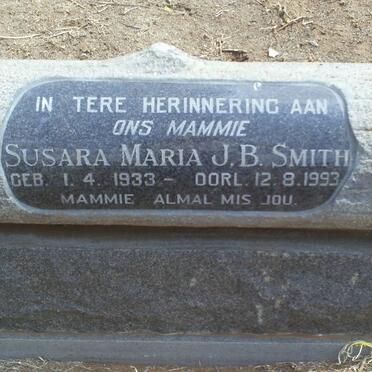 IN TERE HERINNERING AAN
ONS MAMMIE
SUSARA MARIA J.B. SMITH
GEB. 1.4.1933 - OORL. 12.8.1993
MAMMIE ALMAL MIS JOU.